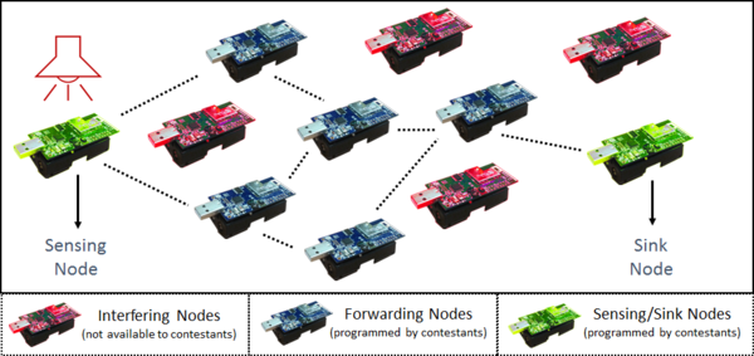 Sensing
Node
Sink
Node
Interfering Nodes
(not available to contestants)
Forwarding Nodes
(programmed by contestants)
Sensing/Sink Nodes
(programmed by contestants)